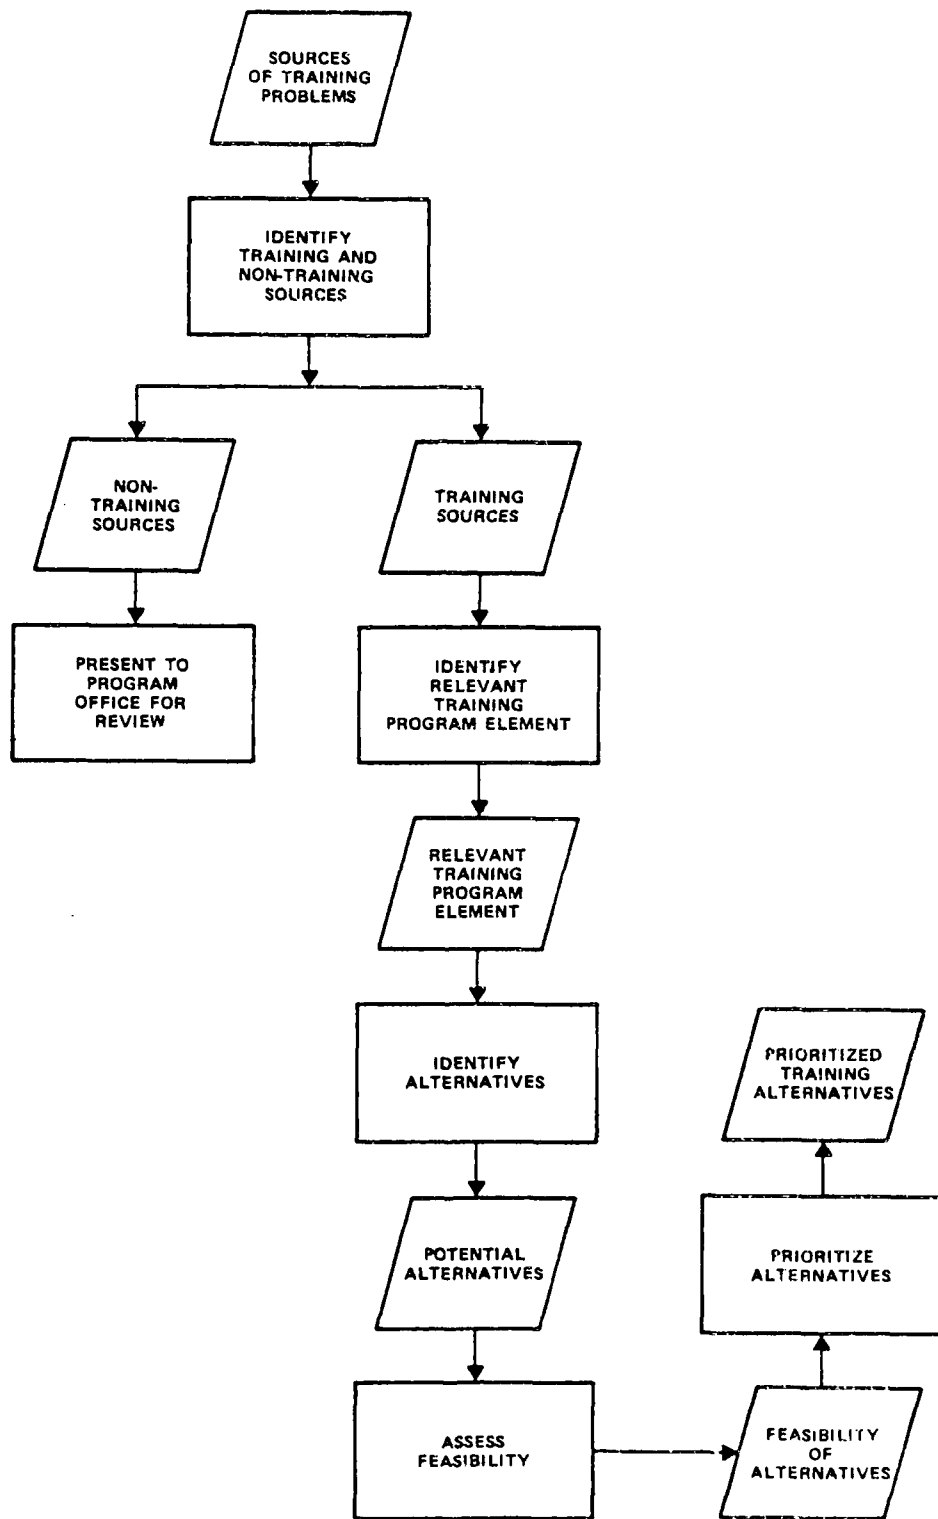 SOURCES
OF TRAINING
PROBLEMS
IDENTIFY
TRAINING AND
NON-TRAINING
SOURCES
NON-
TRAINING
SOURCES
TRAINING
SOURCES
PRESENT TO
PROGRAM
OFFICE FOR
REVIEW
IDENTIFY
RELEVANT
TRAINING
PROGRAM ELEMENT
RELEVANT
TRAINING
PROGRAM
ELEMENT
IDENTIFY
ALTERNATIVES
POTENTIAL
ALTERNATIVES
ASSESS
FEASIBILITY
FEASIBILITY
OF
ALTERNATIVES
PRIORITIZE
ALTERNATIVES
PRIORITIZED
TRAINING
ALTERNATIVES